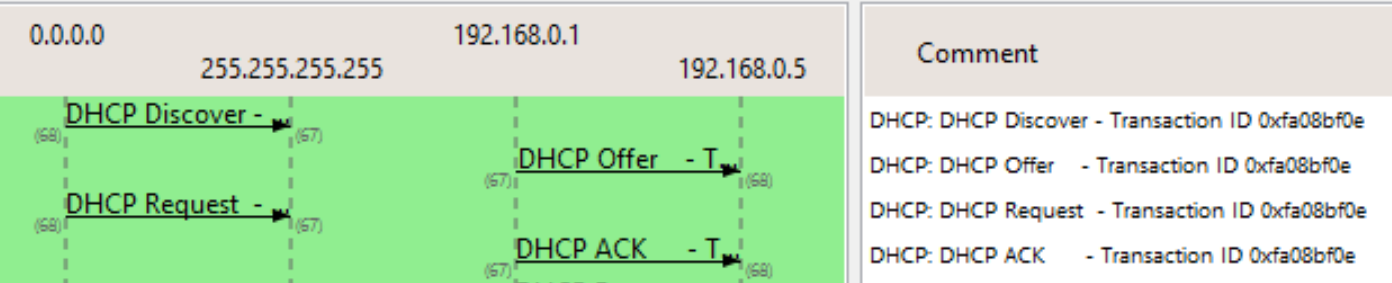 0.0.0.0 192.168.0.1
255.255.255.255 192.168.0.5
Comment
DHCP Discover - ...
(68) (67)
DHCP: DHCP Discover - Transaction ID 0xfa08bf0e
DHCP Offer - T...
(67) (68)
DHCP: DHCP Offer - Transaction ID 0xfa08bf0e
DHCP Request - ...
(68) (67)
DHCP: DHCP Request - Transaction ID 0xfa08bf0e
DHCP ACK - T...
(67) (68)
DHCP: DHCP ACK - Transaction ID 0xfa08bf0e